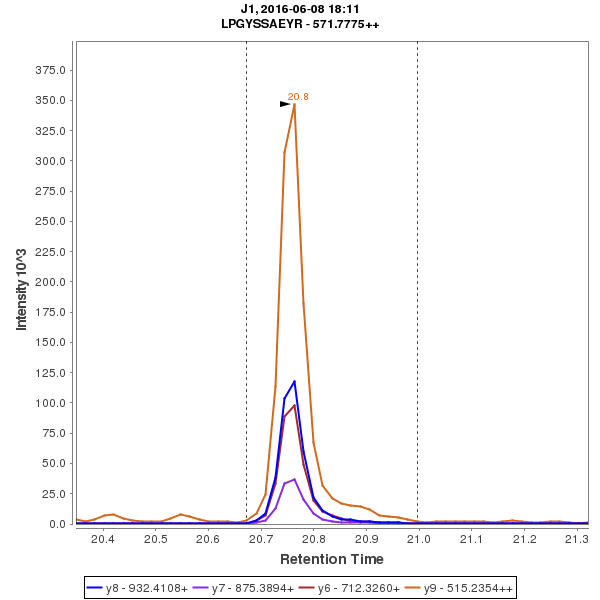 J1, 2016-06-08 18:11
LPGYSSAEYR - 571.7775++
Intensity 10^3
375.0
350.0
325.0
300.0
275.0
250.0
225.0
200.0
175.0
150.0
125.0
100.0
75.0
50.0
25.0
0.0
20.8
20.4 20.5 20.6 20.7 20.8 20.9 21.0 21.1 21.2 21.3
Retention Time
y8 - 932.4108+ y7 - 875.3894+ y6 - 712.3260+ y9 - 515.2354++